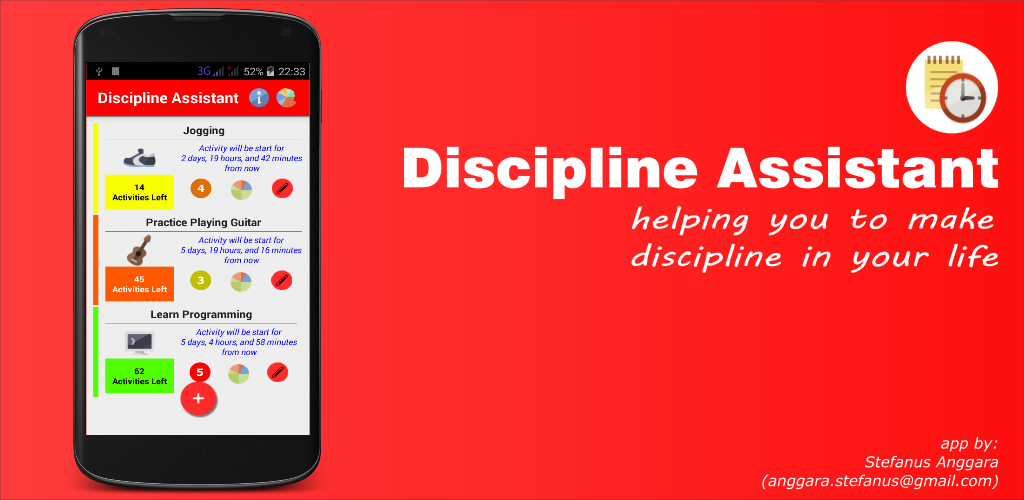 3G 52% 22:33
Discipline Assistant
Jogging
Activity will be start for
2 days, 19 hours, and 42 minutes
from now
14
Activities Left
4
Practice Playing Guitar
Activity will be start for
5 days, 19 hours, and 16 minutes
from now
45
Activities Left
3
Learn Programming
Activity will be start for
5 days, 4 hours, and 58 minutes
from now
62
Activities Left
5
+
Discipline Assistant
helping you to make
discipline in your life
app by:
Stefanus Anggara
(anggara.stefanus@gmail.com)